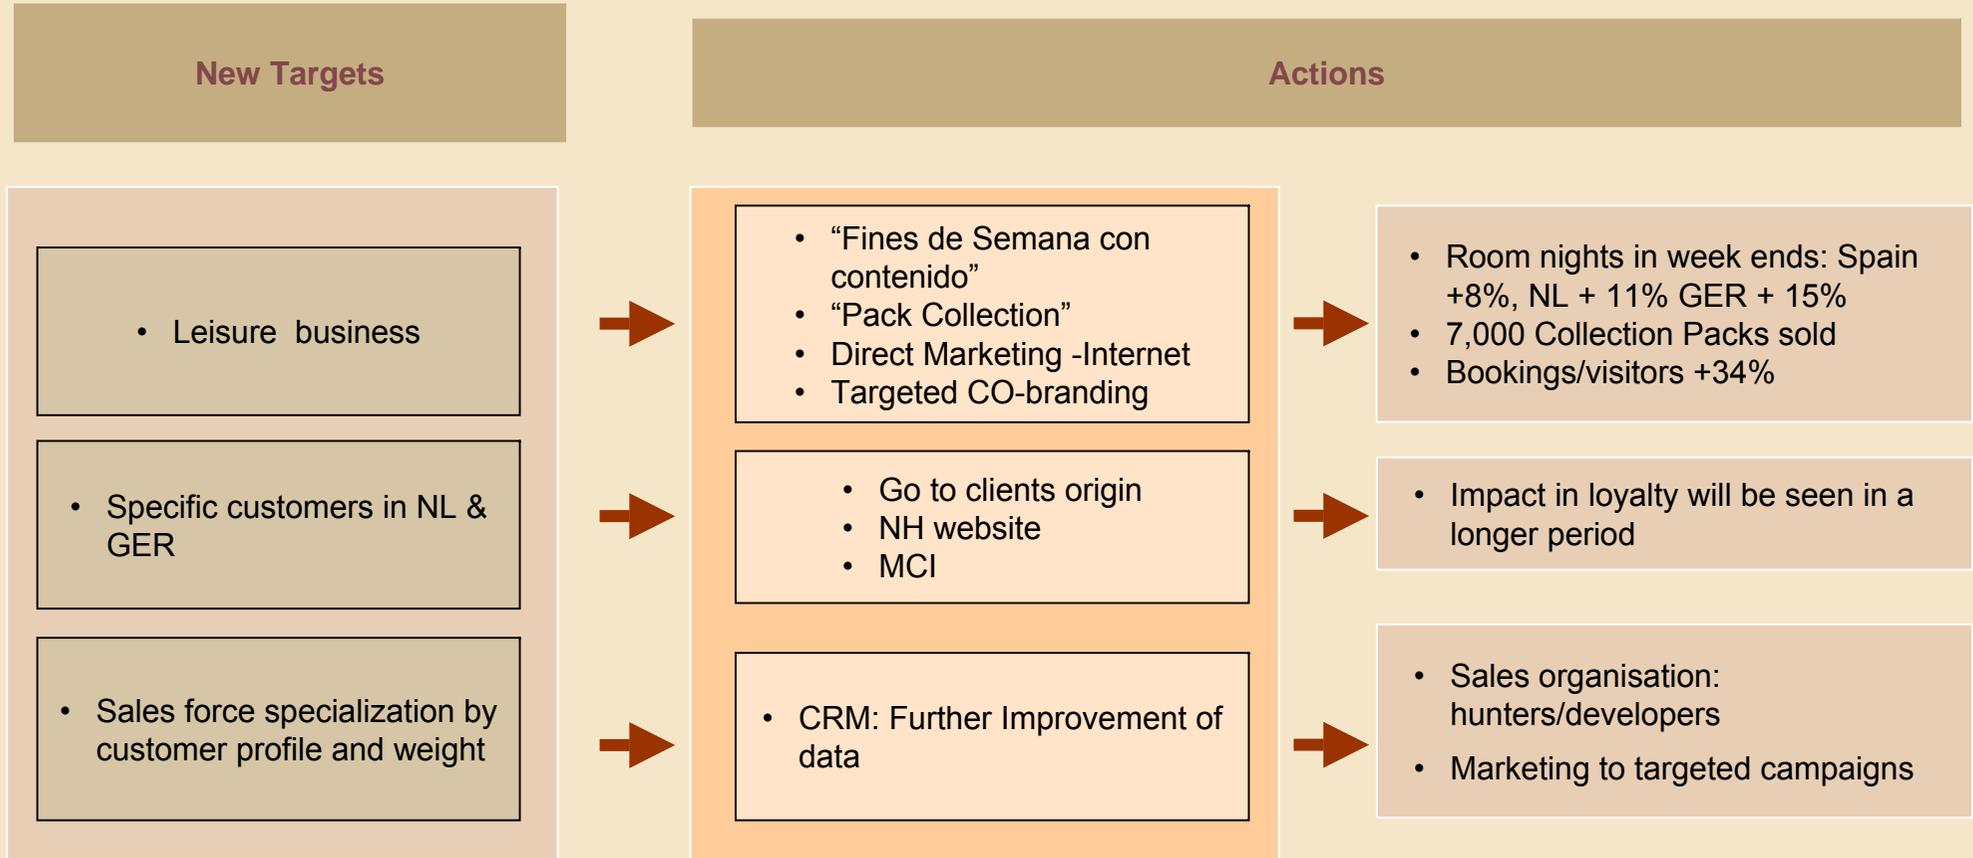 New Targets
Actions
• Leisure  business
• “Fines de Semana con
contenido”
• “Pack Collection”
• Direct Marketing -Internet
• Targeted CO-branding
• Room nights in week ends: Spain
+8%, NL + 11% GER + 15%
• 7,000 Collection Packs sold
• Bookings/visitors +34%
• Specific customers in NL &
GER
• Go to clients origin
• NH website
• MCI
• Impact in loyalty will be seen in a
longer period
• Sales force specialization by
customer profile and weight
• CRM: Further Improvement of
data
• Sales organisation:
hunters/developers
• Marketing to targeted campaigns